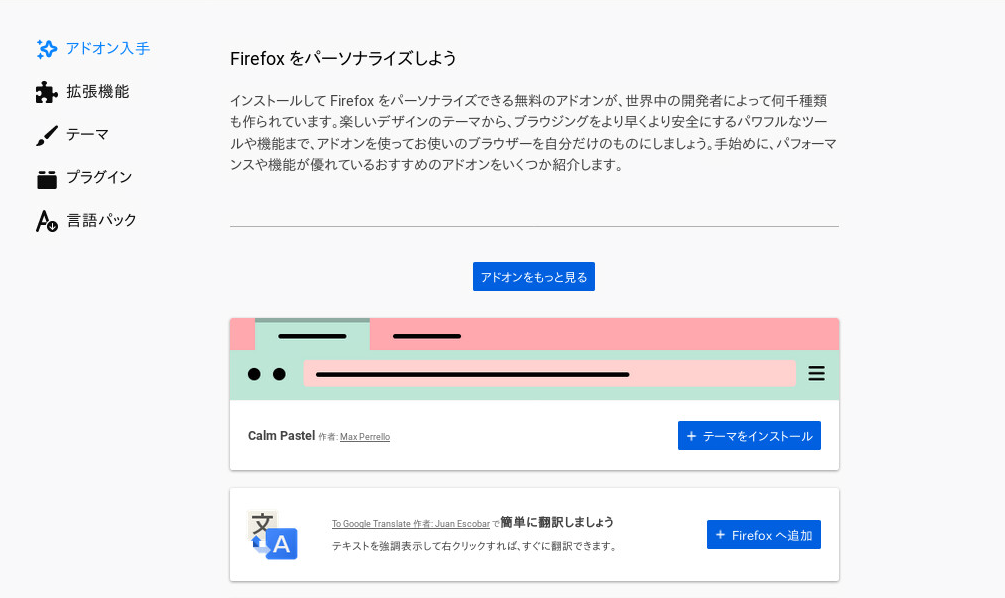 アドオン入手
拡張機能
テーマ
プラグイン
言語パック
Firefox をパーソナライズしよう
インストールして Firefox をパーソナライズできる無料のアドオンが、世界中の開発者によって何千種類
も作られています。楽しいデザインのテーマから、ブラウジングをより早くより安全にするパワフルなツー
ルや機能まで、アドオンを使ってお使いのブラウザーを自分だけのものにしましょう。手始めに、パフォーマ
ンスや機能が優れているおすすめのアドオンをいくつか紹介します。
アドオンをもっと見る
Calm Pastel 作者: Max Perrello
+ テーマをインストール
文
A
To Google Translate 作者: Juan Escobar で簡単に翻訳しましょう
テキストを強調表示して右クリックすれば、すぐに翻訳できます。
+ Firefox へ追加